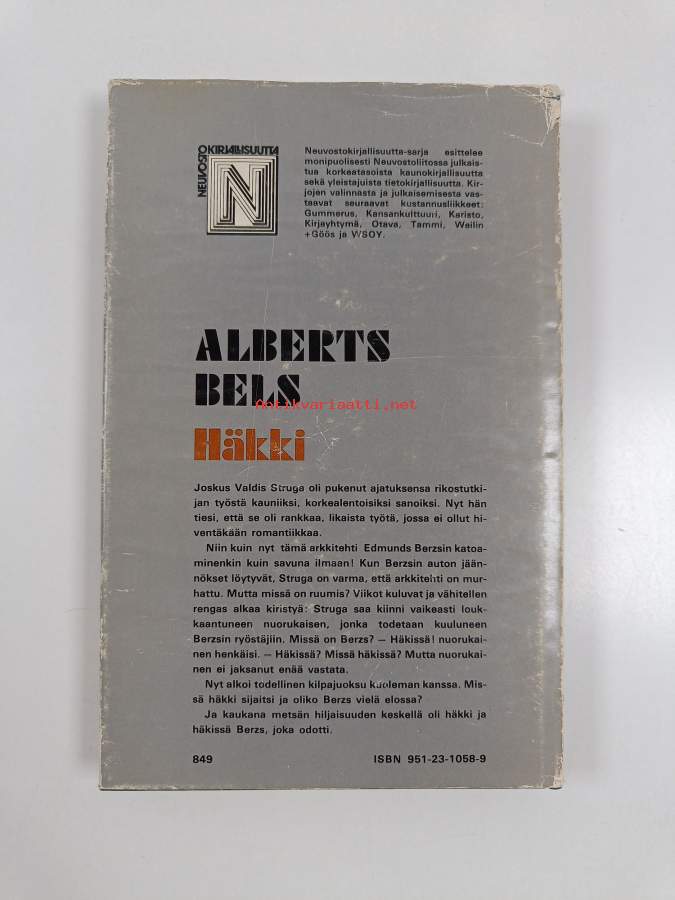 NEUVOSTOKIRJALLISUUTTA
N
Neuvostokirjallisuutta-sarja esittelee
monipuolisesti Neuvostoliitossa julkais-
tua korkeatasoista kaunokirjallisuutta
sekä yleistajuista tietokirjallisuutta. Kir-
jojen valinnasta ja julkaisemisesta vas-
taavat seuraavat kustannusliikkeet:
Gummerus, Kansankulttuuri, Karisto,
Kirjayhtymä, Otava, Tammi, Weilin
+Göös ja WSOY.
ALBERTS
BELS
Antikvariaatti.net
Häkki
Joskus Valdis Struga oli pukenut ajatuksensa rikostutki-
jan työstä kauniiksi, korkealentoisiksi sanoiksi. Nyt hän
tiesi, että se oli rankkaa, likaista työtä, jossa ei ollut hi-
ventäkään romantiikkaa.
Niin kuin nyt tämä arkkitehti Edmunds Berzsin katoa-
minenkin kuin savuna ilmaan! Kun Berzsin auton jään-
nökset löytyvät, Struga on varma, että arkkitehti on mur-
hattu. Mutta missä on ruumis? Viikot kuluvat ja vähitellen
rengas alkaa kiristyä: Struga saa kiinni vaikeasti louk-
kaantuneen nuorukaisen, jonka todetaan kuuluneen
Berzsin ryöstäjiin. Missä on Berzs? — Häkissä! nuorukai-
nen henkäisi. — Häkissä? Missä häkissä? Mutta nuorukai-
nen ei jaksanut enää vastata.
Nyt alkoi todellinen kilpajuoksu kuoleman kanssa. Mis-
sä häkki sijaitsi ja oliko Berzs vielä elossa?
Ja kaukana metsän hiljaisuuden keskellä oli häkki ja
häkissä Berzs, joka odotti.
849
ISBN 951-23-1058-9